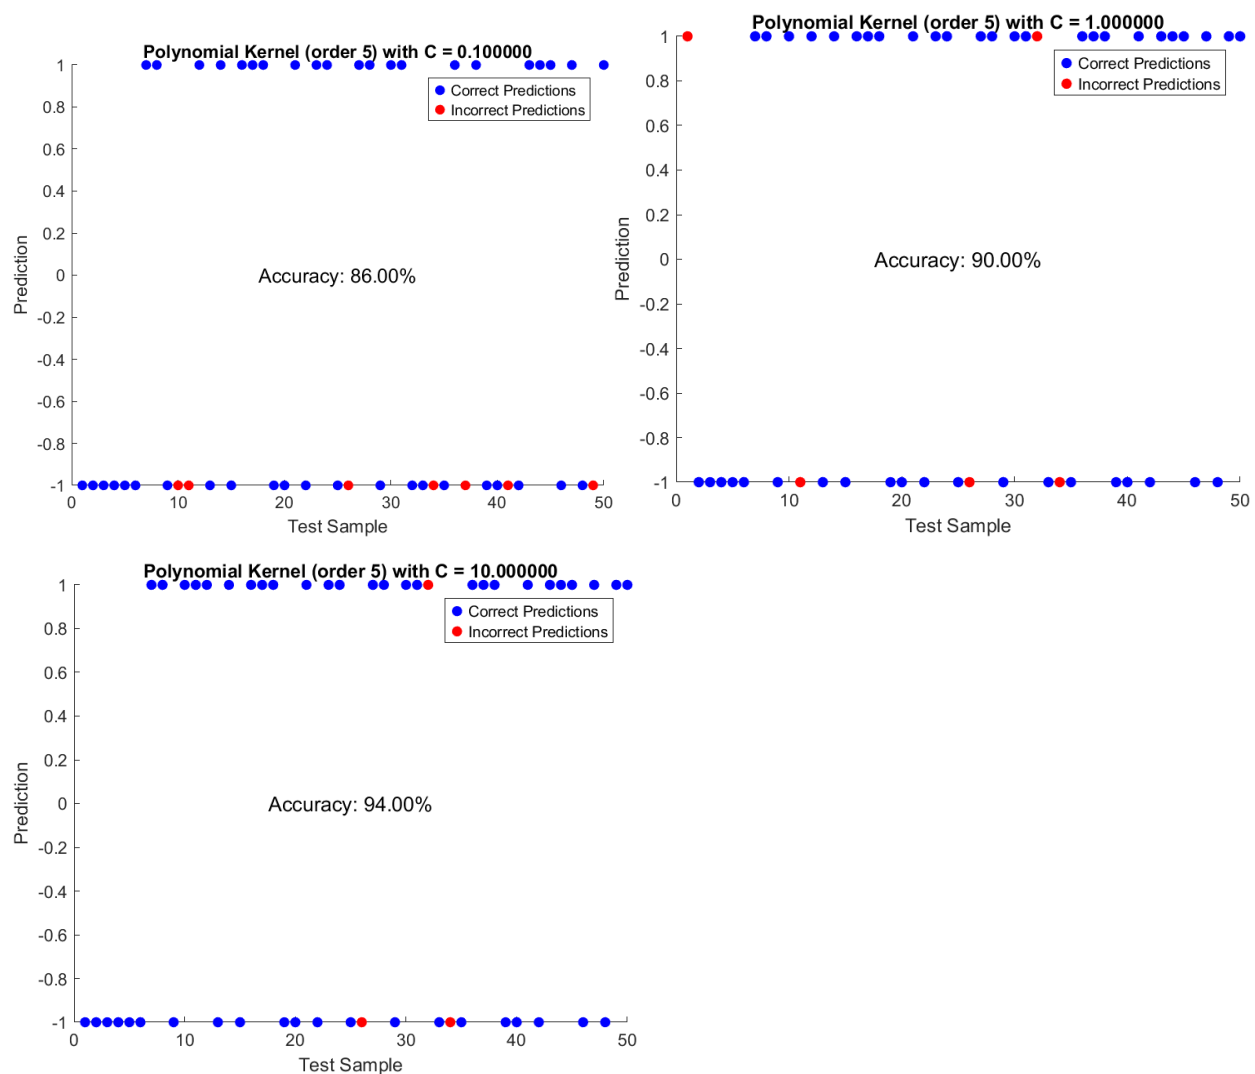 Polynomial Kernel (order 5) with C = 0.100000
1
0.8
0.6
0.4
0.2
0
-0.2
-0.4
-0.6
-0.8
-1
Prediction
Correct Predictions
Incorrect Predictions
Accuracy: 86.00%
0 10 20 30 40 50
Test Sample
Polynomial Kernel (order 5) with C = 1.000000
1
0.8
0.6
0.4
0.2
0
-0.2
-0.4
-0.6
-0.8
-1
Prediction
Correct Predictions
Incorrect Predictions
Accuracy: 90.00%
0 10 20 30 40 50
Test Sample
Polynomial Kernel (order 5) with C = 10.000000
1
0.8
0.6
0.4
0.2
0
-0.2
-0.4
-0.6
-0.8
-1
Prediction
Correct Predictions
Incorrect Predictions
Accuracy: 94.00%
0 10 20 30 40 50
Test Sample